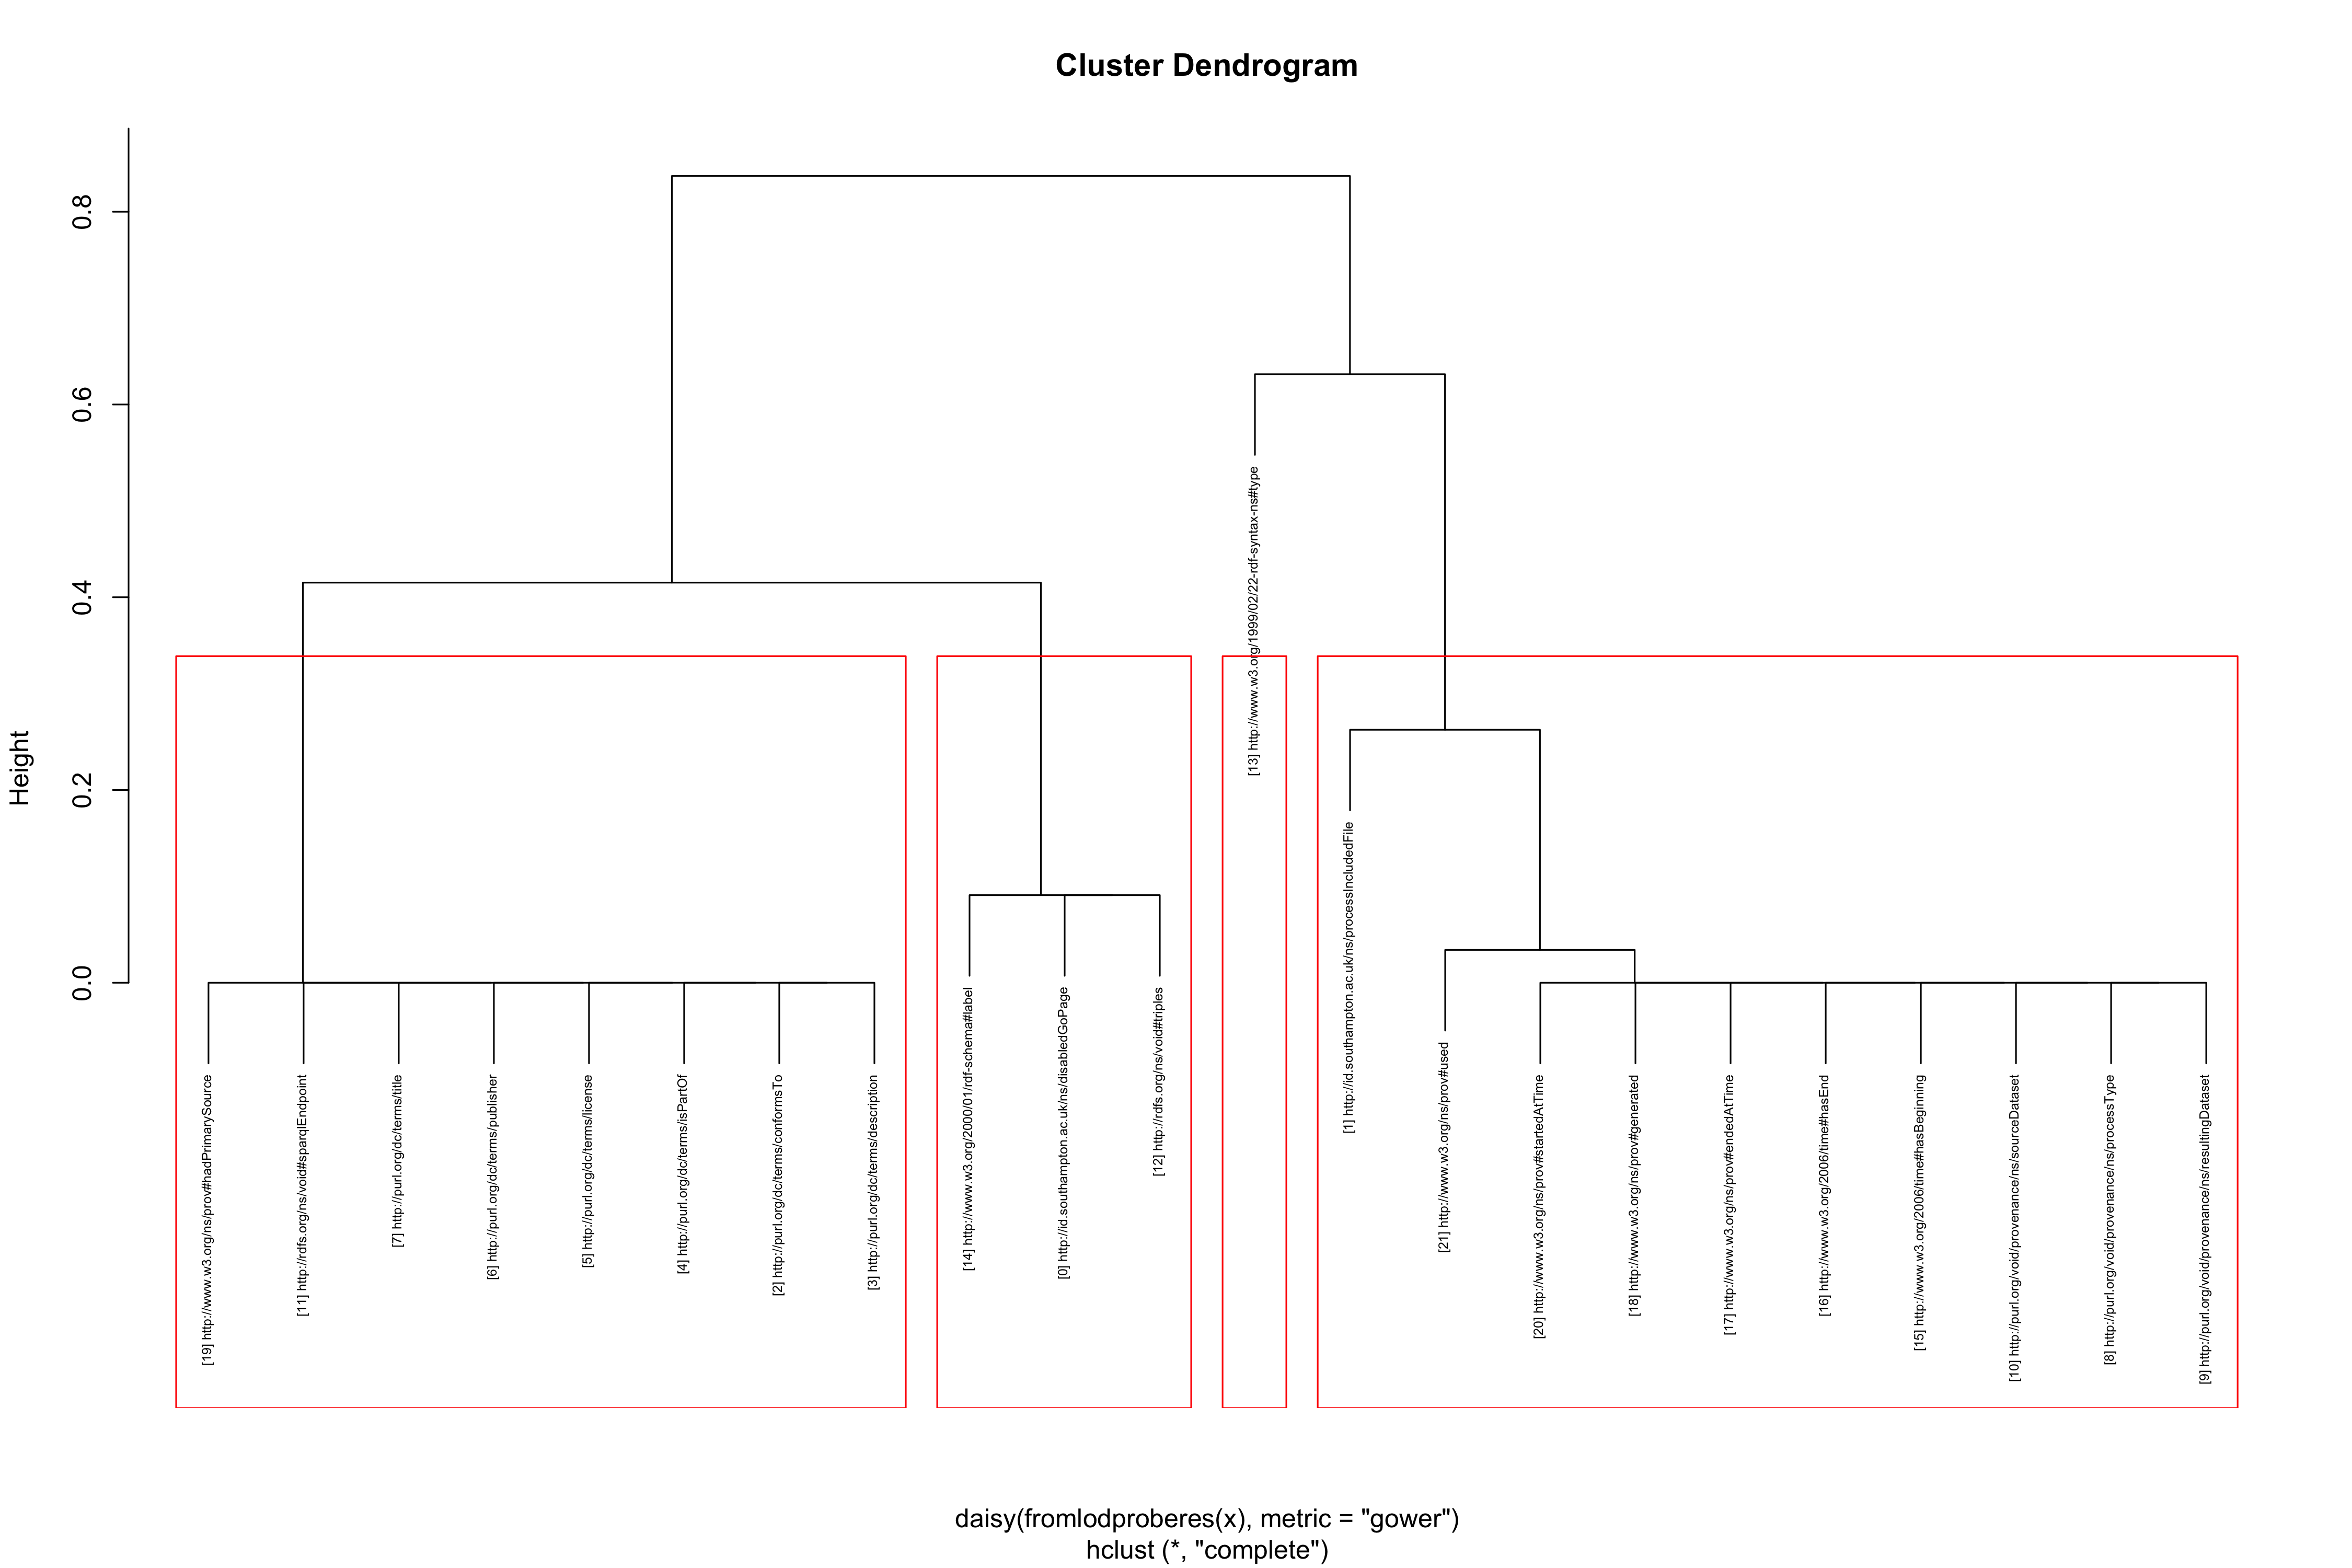 Cluster Dendrogram
Height
0.0
0.2
0.4
0.6
0.8
[19] http://www.w3.org/ns/prov#hadPrimarySource
[11] http://rdfs.org/ns/void#sparqlEndpoint
[7] http://purl.org/dc/terms/title
[6] http://purl.org/dc/terms/publisher
[5] http://purl.org/dc/terms/license
[4] http://purl.org/dc/terms/isPartOf
[2] http://purl.org/dc/terms/conformsTo
[3] http://purl.org/dc/terms/description
[14] http://www.w3.org/2000/01/rdf-schema#label
[0] http://id.southampton.ac.uk/ns/disabledGoPage
[12] http://rdfs.org/ns/void#triples
[13] http://www.w3.org/1999/02/22-rdf-syntax-ns#type
[1] http://id.southampton.ac.uk/ns/processIncludedFile
[21] http://www.w3.org/ns/prov#used
[20] http://www.w3.org/ns/prov#startedAtTime
[18] http://www.w3.org/ns/prov#generated
[17] http://www.w3.org/ns/prov#endedAtTime
[16] http://www.w3.org/2006/time#hasEnd
[15] http://www.w3.org/2006/time#hasBeginning
[10] http://purl.org/void/provenance/ns/sourceDataset
[8] http://purl.org/void/provenance/ns/processType
[9] http://purl.org/void/provenance/ns/resultingDataset
daisy(fromlodproberes(x), metric = "gower")
hclust (*, "complete")